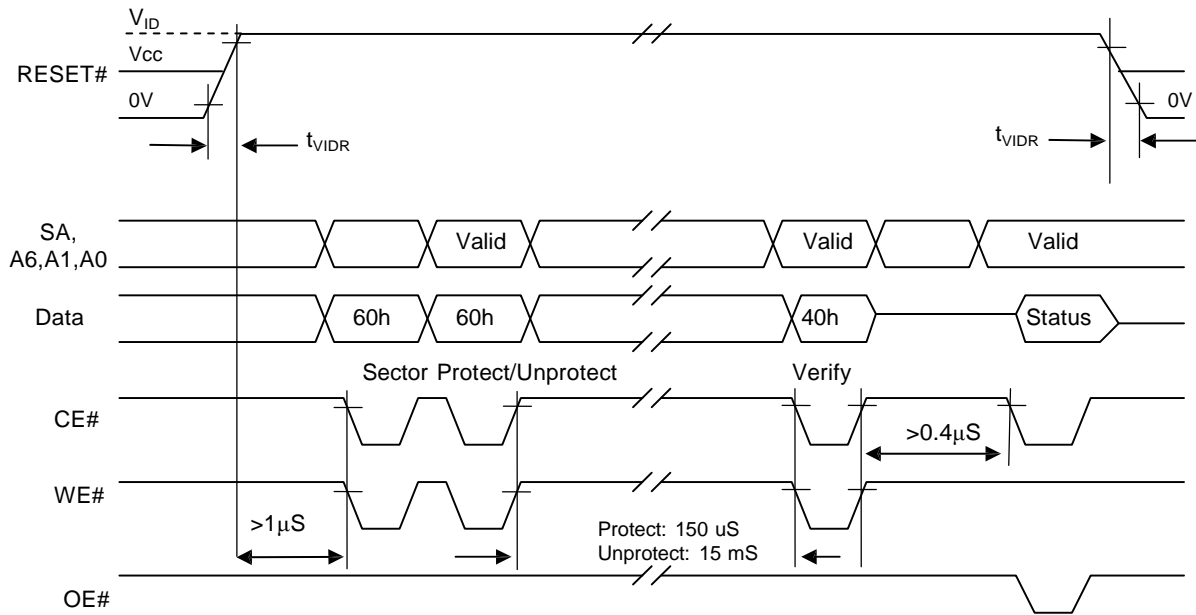 V_ID
Vcc
RESET#
0V
0V
t_VIDR
t_VIDR
SA,
A6,A1,A0
Valid
Valid
Valid
Data
60h
60h
40h
Status
Sector Protect/Unprotect
Verify
CE#
>0.4μS
WE#
>1μS
Protect: 150 uS
Unprotect: 15 mS
OE#